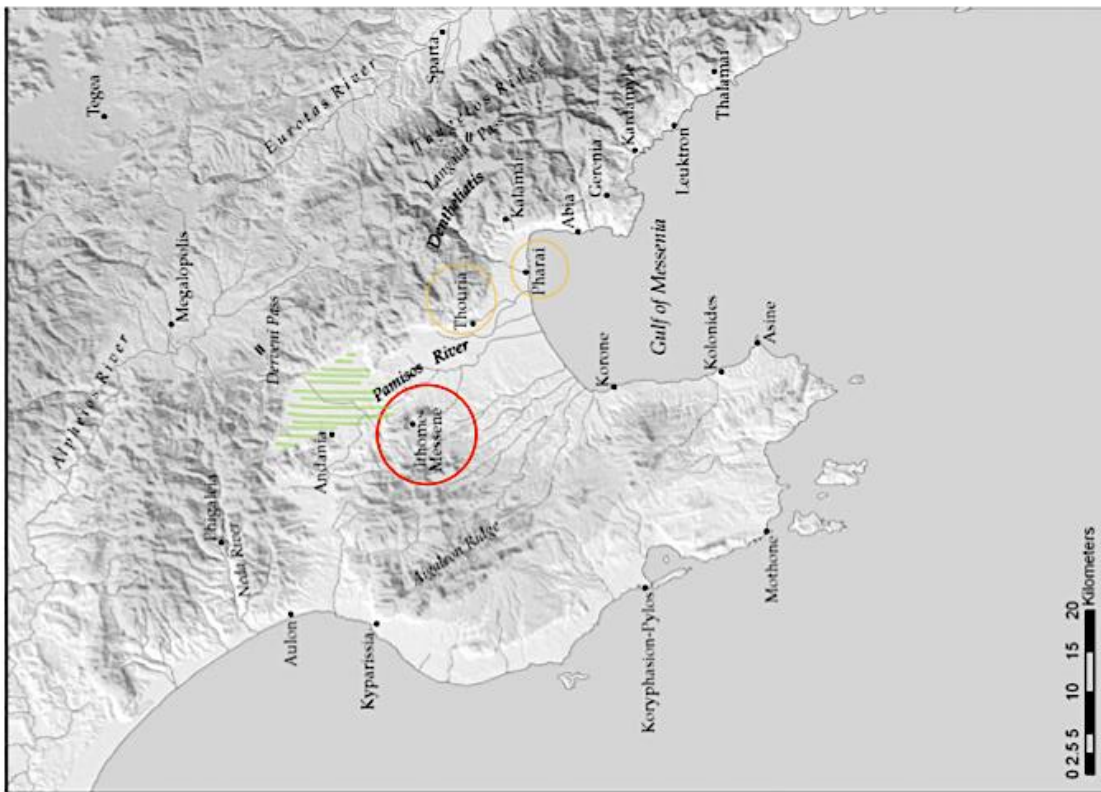 Tegea
Sparta
Eurotas River
Taygetos Ridge
Langada Pass
Megalopolis
Alpheios River
Derveni Pass
Dentheliatis
Kalamai
Thalamai
Kardamyle
Leuktron
Gerenia
Abia
Pharai
Thouria
Pamisos River
Gulf of Messenia
Andania
Ithome
Messene
Phigaleia
Neda River
Aulon
Kyparissia
Aigaleon Ridge
Korone
Kolonides
Asine
Koryphasion-Pylos
Mothone
0 2.5 5 10 15 20
Kilometers